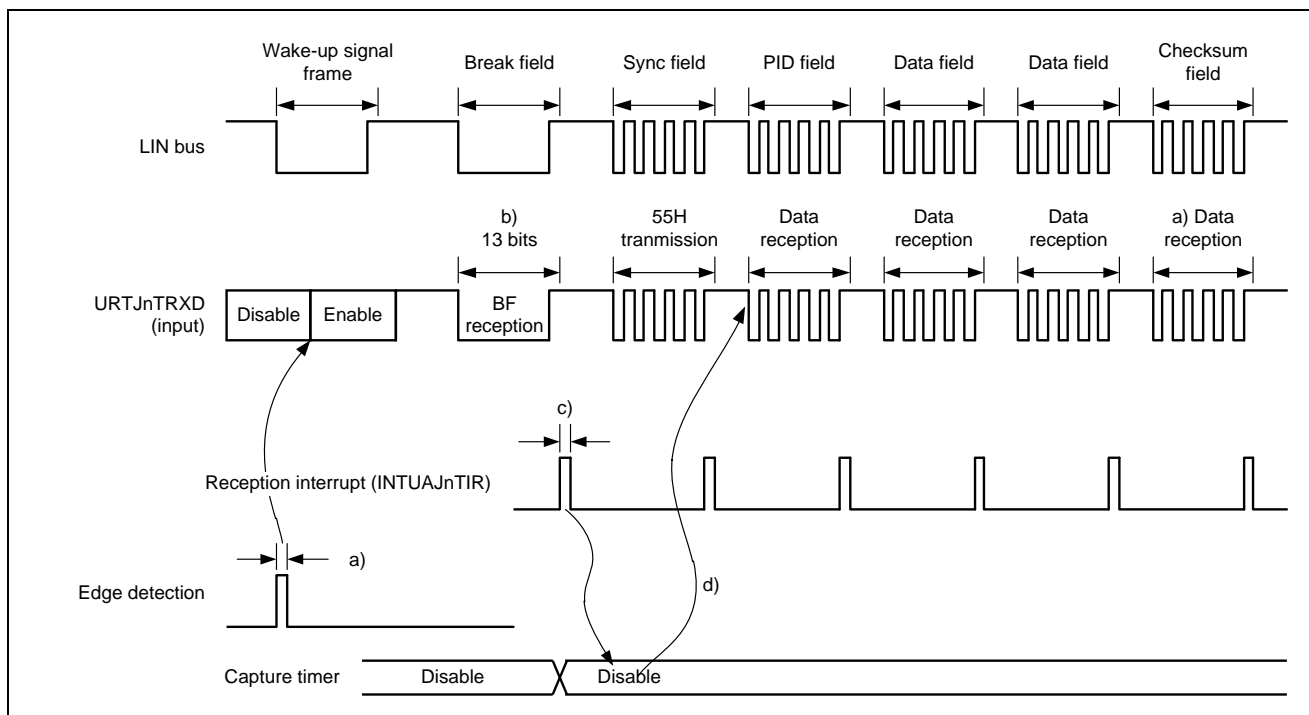 Wake-up signal
frame
Break field
Sync field
PID field
Data field
Data field
Checksum
field
LIN bus
b)
13 bits
55H
tranmission
Data
reception
Data
reception
Data
reception
a) Data
reception
URTJnTRXD
(input)
Disable
Enable
BF
reception
c)
Reception interrupt (INTUAJnTIR)
a)
d)
Edge detection
Capture timer
Disable
Disable